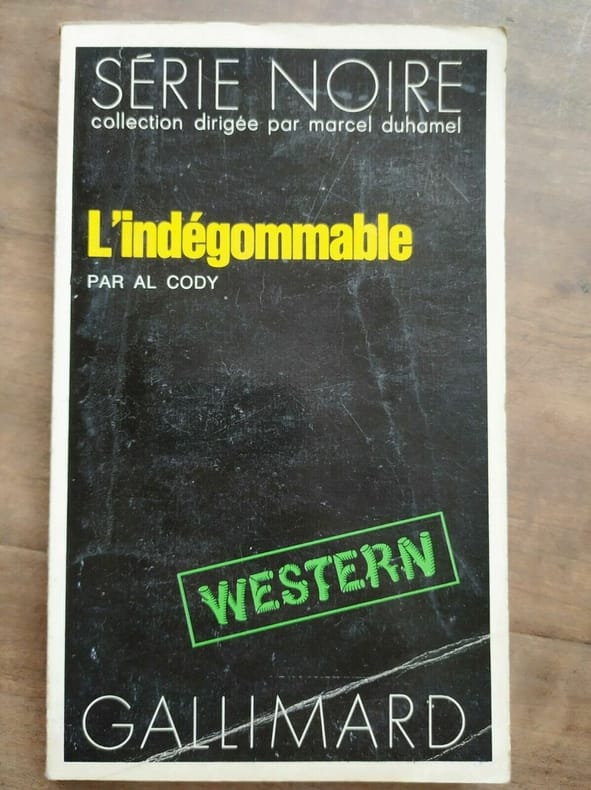 SÉRIE NOIRE
collection dirigée par marcel duhamel
L'indégommable
PAR AL CODY
WESTERN
GALLIMARD